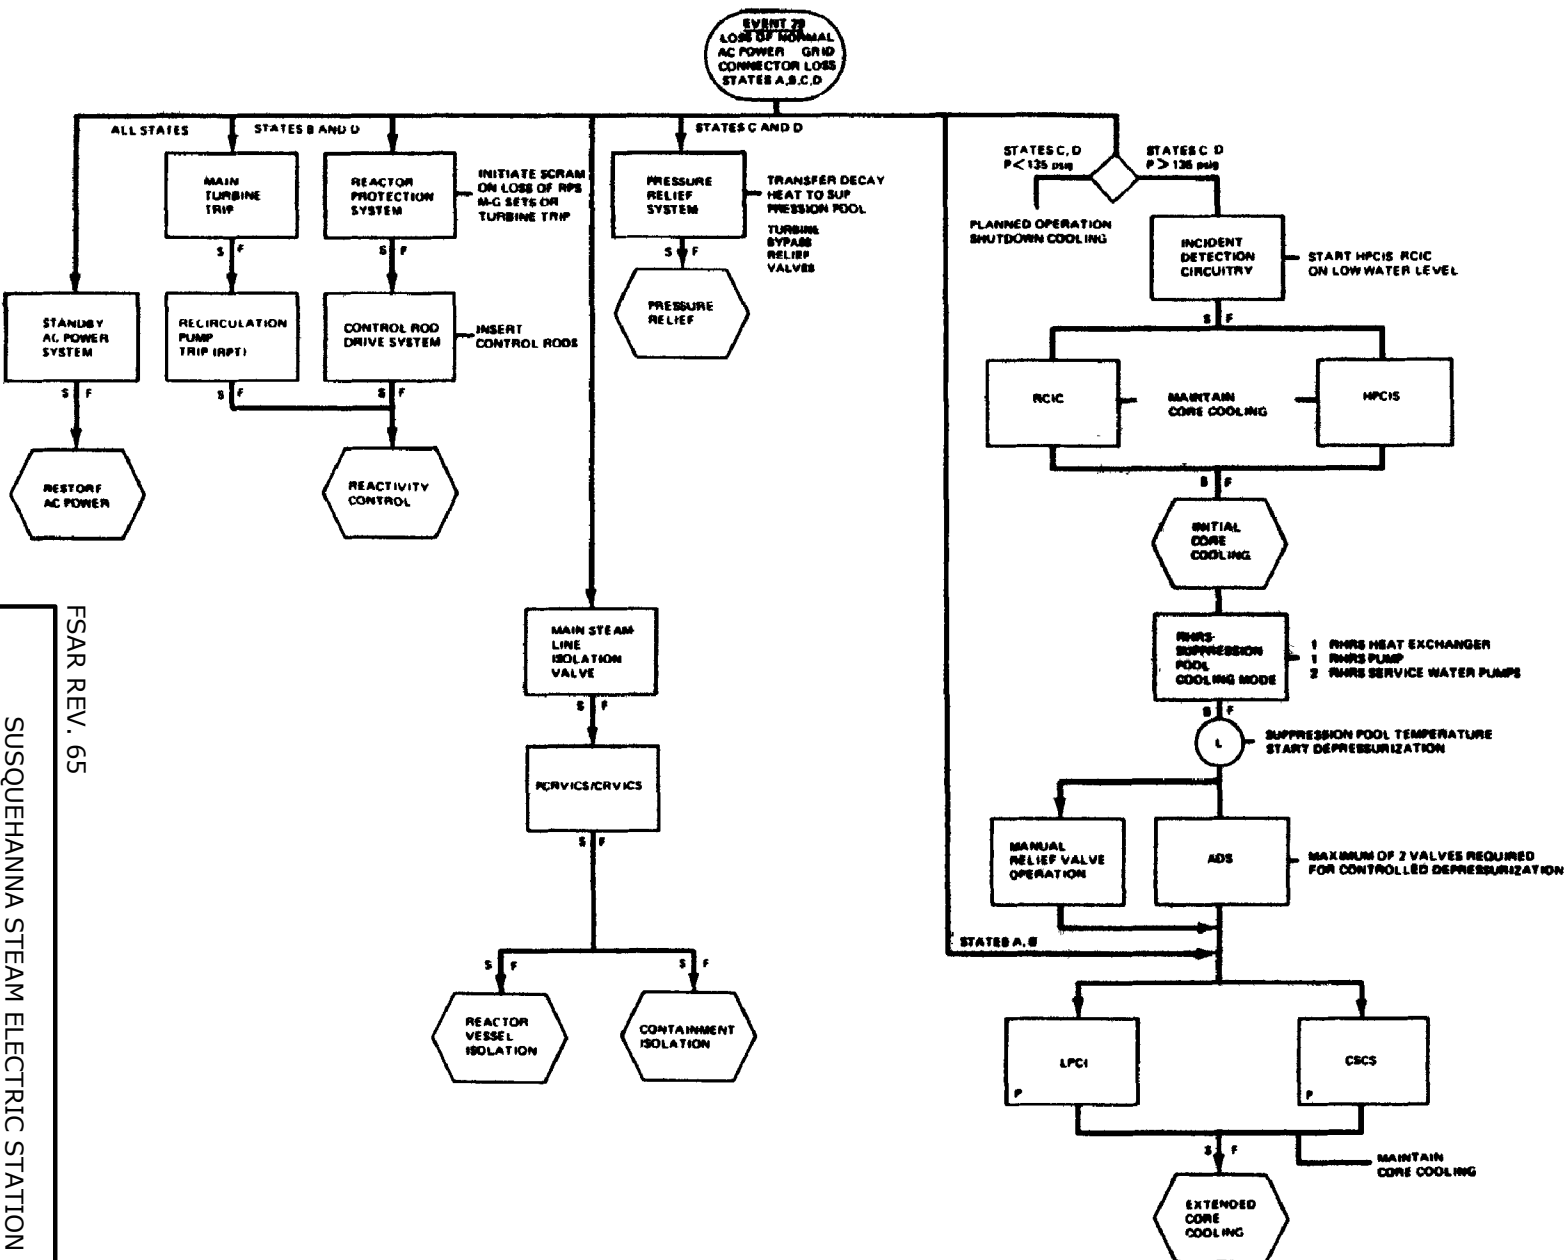 EVENT 29
LOSS OF NORMAL
AC POWER GRID
CONNECTOR LOSS
STATES A,B,C,D
ALL STATES
STATES B AND D
STATES C AND D
MAIN
TURBINE
TRIP
S F
REACTOR
PROTECTION
SYSTEM
INITIATE SCRAM
ON LOSS OF RPS
M-G SETS OR
TURBINE TRIP
S F
PRESSURE
RELIEF
SYSTEM
TRANSFER DECAY
HEAT TO SUP
PRESSION POOL
TURBINE
BYPASS
RELIEF
VALVES
S F
PRESSURE
RELIEF
STATES C, D
P < 135 psig
STATES C D
P > 135 psig
PLANNED OPERATION
SHUTDOWN COOLING
INCIDENT
DETECTION
CIRCUITRY
START HPCIS RCIC
ON LOW WATER LEVEL
S F
STANDBY
AC POWER
SYSTEM
S F
RECIRCULATION
PUMP
TRIP (RPT)
S F
CONTROL ROD
DRIVE SYSTEM
INSERT
CONTROL RODS
S F
RESTORE
AC POWER
REACTIVITY
CONTROL
RCIC
MAINTAIN
CORE COOLING
HPCIS
S F
INITIAL
CORE
COOLING
RHRS-
SUPPRESSION
POOL
COOLING MODE
1 RHRS HEAT EXCHANGER
1 RHRS PUMP
2 RHRS SERVICE WATER PUMPS
S F
L
SUPPRESSION POOL TEMPERATURE
START DEPRESSURIZATION
MAIN STEAM-
LINE
ISOLATION
VALVE
S F
PCRVICS/CRVICS
S F
MANUAL
RELIEF VALVE
OPERATION
ADS
MAXIMUM OF 2 VALVES REQUIRED
FOR CONTROLLED DEPRESSURIZATION
STATES A, B
S F
S F
REACTOR
VESSEL
ISOLATION
CONTAINMENT
ISOLATION
LPCI
P
CSCS
P
S F
MAINTAIN
CORE COOLING
EXTENDED
CORE
COOLING
FSAR REV. 65
SUSQUEHANNA STEAM ELECTRIC STATION